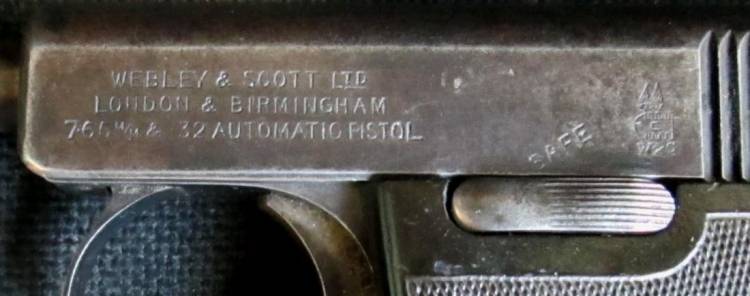 WEBLEY & SCOTT LTD
LONDON & BIRMINGHAM
7·65 M/M & 32 AUTOMATIC PISTOL
SAFE
W&S